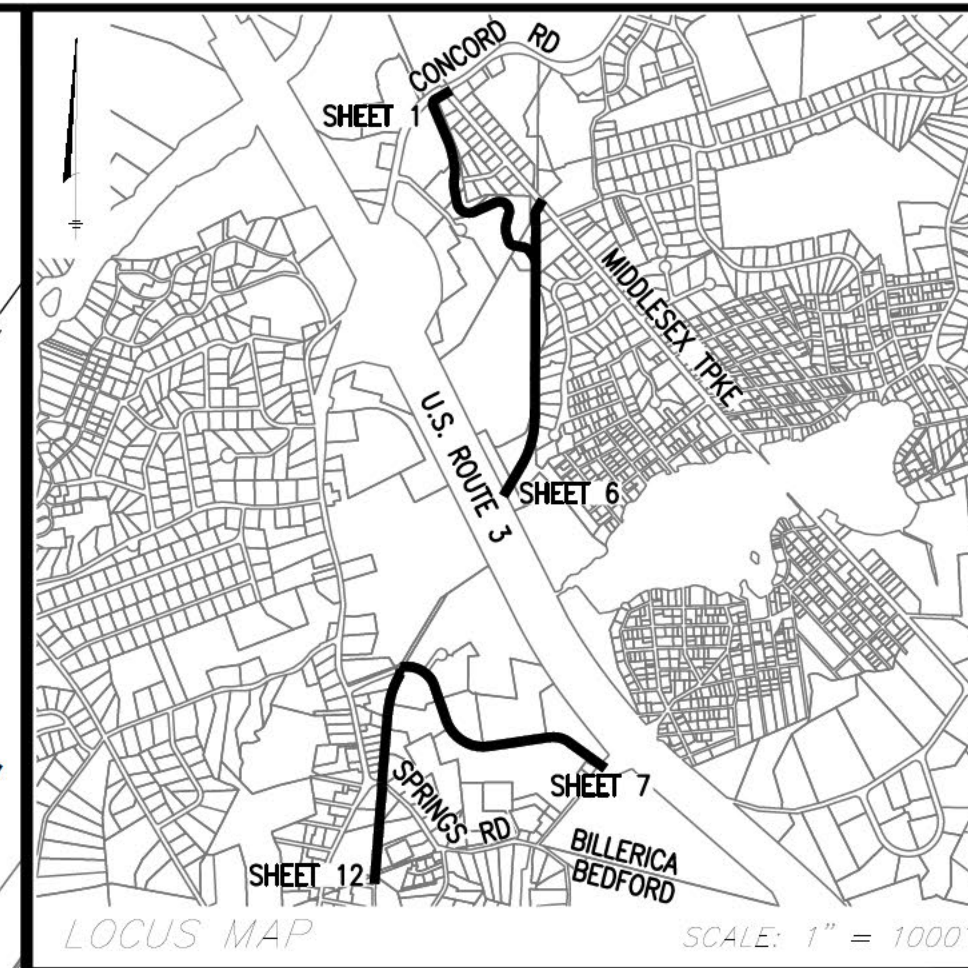 CONCORD RD
SHEET 1
MIDDLESEX TPKE
U.S. ROUTE 3
SHEET 6
SHEET 7
SPRINGS RD
BILLERICA
BEDFORD
SHEET 12
LOCUS MAP
SCALE: 1" = 1000'